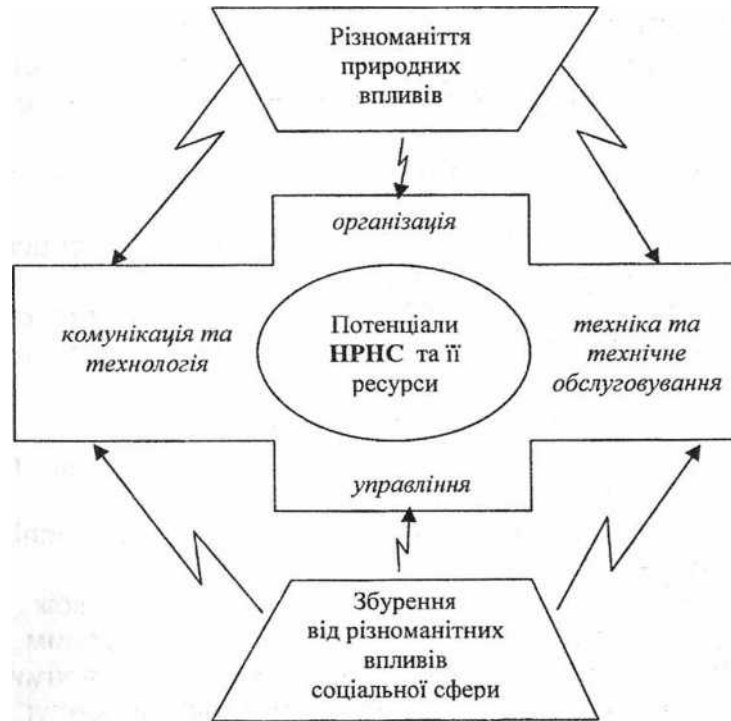 Різноманіття
природних
впливів
організація
комунікація та
технологія
Потенціали
НРНС та її
ресурси
техніка та
технічне
обслуговування
управління
Збурення
від різноманітних
впливів
соціальної сфери